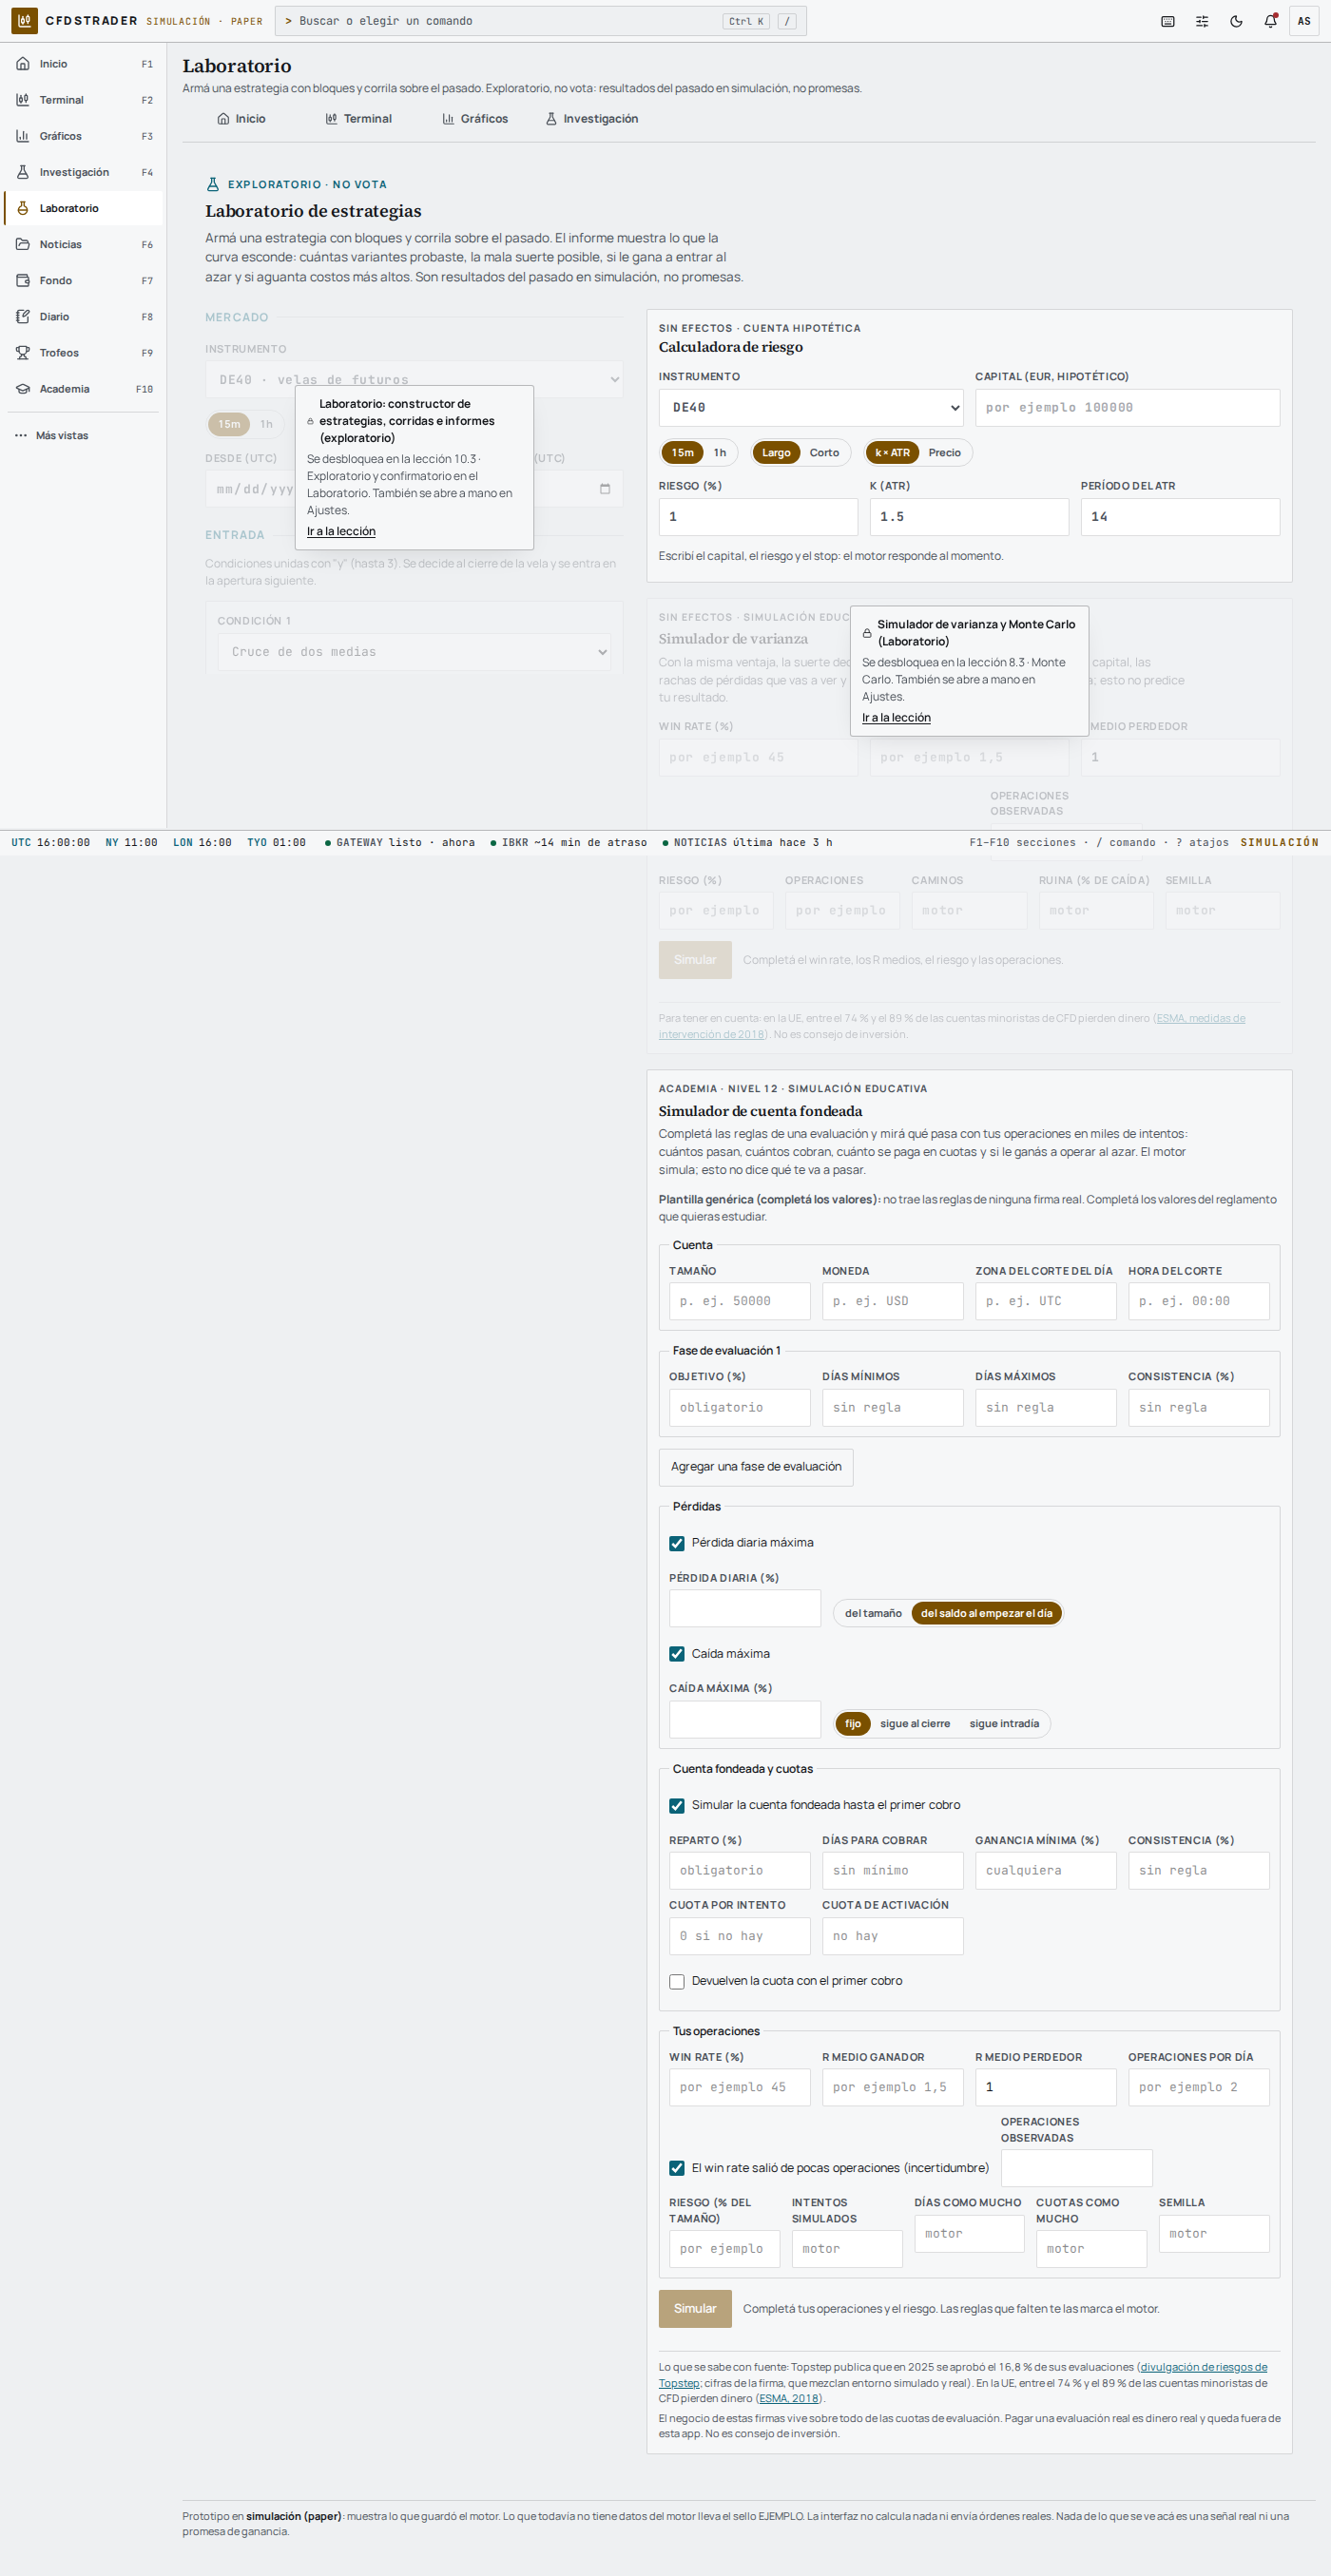 CFDSTRADER SIMULACIÓN · PAPER
> Buscar o elegir un comando Ctrl K /
AS
Inicio F1
Terminal F2
Gráficos F3
Investigación F4
Laboratorio
Noticias F6
Fondo F7
Diario F8
Trofeos F9
Academia F10
Más vistas
Laboratorio
Armá una estrategia con bloques y corrila sobre el pasado. Exploratorio, no vota: resultados del pasado en simulación, no promesas.
Inicio Terminal Gráficos Investigación
EXPLORATORIO · NO VOTA
Laboratorio de estrategias
Armá una estrategia con bloques y corrila sobre el pasado. El informe muestra lo que la
curva esconde: cuántas variantes probaste, la mala suerte posible, si le gana a entrar al
azar y si aguanta costos más altos. Son resultados del pasado en simulación, no promesas.
MERCADO
INSTRUMENTO
DE40 · velas de futuros
15m 1h
DESDE (UTC) (UTC)
mm/dd/yyy
ENTRADA
Condiciones unidas con "y" (hasta 3). Se decide al cierre de la vela y se entra en
la apertura siguiente.
CONDICIÓN 1
Cruce de dos medias
Laboratorio: constructor de
estrategias, corridas e informes
(exploratorio)
Se desbloquea en la lección 10.3 ·
Exploratorio y confirmatorio en el
Laboratorio. También se abre a mano en
Ajustes.
Ir a la lección
SIN EFECTOS · CUENTA HIPOTÉTICA
Calculadora de riesgo
INSTRUMENTO CAPITAL (EUR, HIPOTÉTICO)
DE40 por ejemplo 100000
15m 1h Largo Corto k × ATR Precio
RIESGO (%) K (ATR) PERÍODO DEL ATR
1 1.5 14
Escribí el capital, el riesgo y el stop: el motor responde al momento.
SIN EFECTOS · SIMULACIÓN EDUC
Simulador de varianza
Con la misma ventaja, la suerte dec capital, las
rachas de pérdidas que vas a ver y a; esto no predice
tu resultado.
WIN RATE (%) MEDIO PERDEDOR
por ejemplo 45 por ejemplo 1,5 1
Simulador de varianza y Monte Carlo
(Laboratorio)
Se desbloquea en la lección 8.3 · Monte
Carlo. También se abre a mano en
Ajustes.
Ir a la lección
OPERACIONES
OBSERVADAS
UTC 16:00:00 NY 11:00 LON 16:00 TYO 01:00 GATEWAY listo · ahora IBKR ~14 min de atraso NOTICIAS última hace 3 h F1–F10 secciones · / comando · ? atajos SIMULACIÓN
RIESGO (%) OPERACIONES CAMINOS RUINA (% DE CAÍDA) SEMILLA
por ejemplo por ejemplo motor motor motor
Simular Completá el win rate, los R medios, el riesgo y las operaciones.
Para tener en cuenta: en la UE, entre el 74 % y el 89 % de las cuentas minoristas de CFD pierden dinero (ESMA, medidas de
intervención de 2018). No es consejo de inversión.
ACADEMIA · NIVEL 12 · SIMULACIÓN EDUCATIVA
Simulador de cuenta fondeada
Completá las reglas de una evaluación y mirá qué pasa con tus operaciones en miles de intentos:
cuántos pasan, cuántos cobran, cuánto se paga en cuotas y si le ganás a operar al azar. El motor
simula; esto no dice qué te va a pasar.
Plantilla genérica (completá los valores): no trae las reglas de ninguna firma real. Completá los valores del reglamento
que quieras estudiar.
Cuenta
TAMAÑO MONEDA ZONA DEL CORTE DEL DÍA HORA DEL CORTE
p. ej. 50000 p. ej. USD p. ej. UTC p. ej. 00:00
Fase de evaluación 1
OBJETIVO (%) DÍAS MÍNIMOS DÍAS MÁXIMOS CONSISTENCIA (%)
obligatorio sin regla sin regla sin regla
Agregar una fase de evaluación
Pérdidas
Pérdida diaria máxima
PÉRDIDA DIARIA (%)
del tamaño del saldo al empezar el día
Caída máxima
CAÍDA MÁXIMA (%)
fijo sigue al cierre sigue intradía
Cuenta fondeada y cuotas
Simular la cuenta fondeada hasta el primer cobro
REPARTO (%) DÍAS PARA COBRAR GANANCIA MÍNIMA (%) CONSISTENCIA (%)
obligatorio sin mínimo cualquiera sin regla
CUOTA POR INTENTO CUOTA DE ACTIVACIÓN
0 si no hay no hay
Devuelven la cuota con el primer cobro
Tus operaciones
WIN RATE (%) R MEDIO GANADOR R MEDIO PERDEDOR OPERACIONES POR DÍA
por ejemplo 45 por ejemplo 1,5 1 por ejemplo 2
OPERACIONES
OBSERVADAS
El win rate salió de pocas operaciones (incertidumbre)
RIESGO (% DEL TAMAÑO) INTENTOS SIMULADOS DÍAS COMO MUCHO CUOTAS COMO MUCHO SEMILLA
por ejemplo motor motor motor motor
Simular Completá tus operaciones y el riesgo. Las reglas que falten te las marca el motor.
Lo que se sabe con fuente: Topstep publica que en 2025 se aprobó el 16,8 % de sus evaluaciones (divulgación de riesgos de
Topstep; cifras de la firma, que mezclan entorno simulado y real). En la UE, entre el 74 % y el 89 % de las cuentas minoristas de
CFD pierden dinero (ESMA, 2018).
El negocio de estas firmas vive sobre todo de las cuotas de evaluación. Pagar una evaluación real es dinero real y queda fuera de
esta app. No es consejo de inversión.
Prototipo en simulación (paper): muestra lo que guardó el motor. Lo que todavía no tiene datos del motor lleva el sello EJEMPLO. La interfaz no calcula nada ni envía órdenes reales. Nada de lo que se ve acá es una señal real ni una
promesa de ganancia.